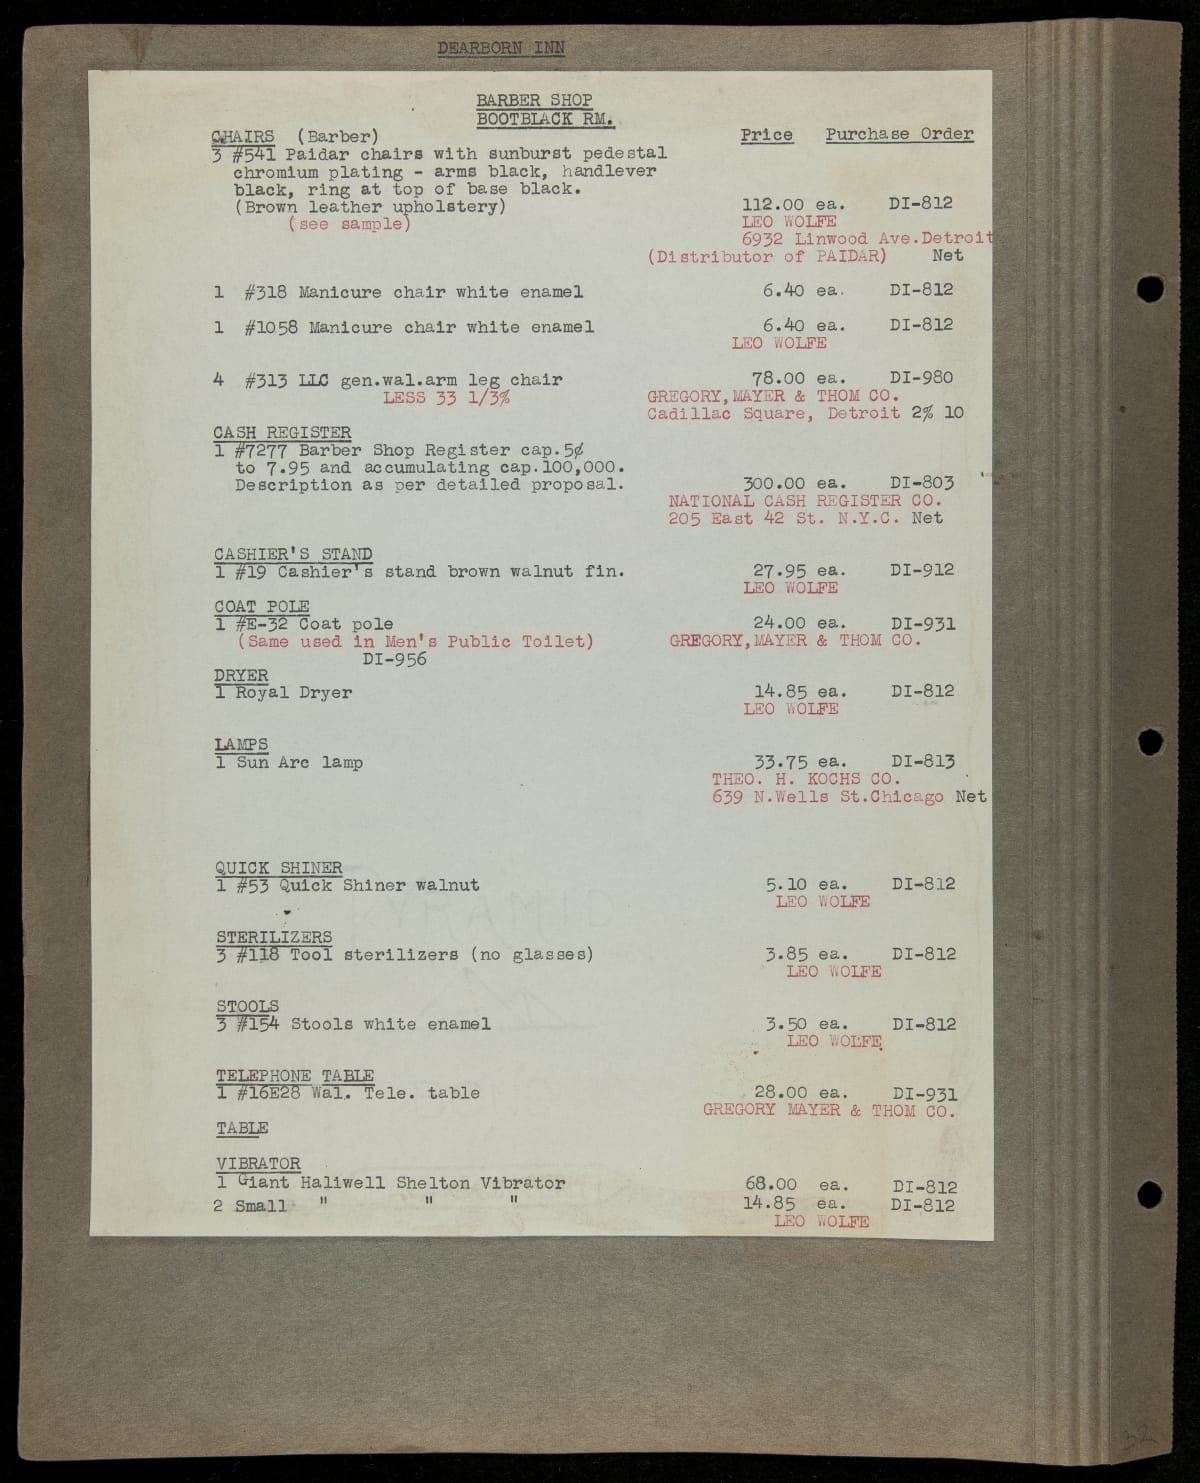 DEARBORN INN
BARBER SHOP
BOOTBLACK RM.
CHAIRS (Barber) Price Purchase Order
3 #541 Paidar chairs with sunburst pedestal
chromium plating - arms black, handlever
black, ring at top of base black.
(Brown leather upholstery) 112.00 ea. DI-812
(see sample) LEO WOLFE
6932 Linwood Ave.Detroit
(Distributor of PAIDAR) Net
1 #318 Manicure chair white enamel 6.40 ea. DI-812
1 #1058 Manicure chair white enamel 6.40 ea. DI-812
LEO WOLFE
4 #313 LLC gen.wal.arm leg chair 78.00 ea. DI-980
LESS 33 1/3% GREGORY,MAYER & THOM CO.
Cadillac Square, Detroit 2% 10
CASH REGISTER
1 #7277 Barber Shop Register cap.5¢
to 7.95 and accumulating cap.100,000.
Description as per detailed proposal. 300.00 ea. DI-803
NATIONAL CASH REGISTER CO.
205 East 42 St. N.Y.C. Net
CASHIER'S STAND
1 #19 Cashier's stand brown walnut fin. 27.95 ea. DI-912
LEO WOLFE
COAT POLE
1 #E-32 Coat pole 24.00 ea. DI-931
(Same used in Men's Public Toilet) GREGORY,MAYER & THOM CO.
DI-956
DRYER
1 Royal Dryer 14.85 ea. DI-812
LEO WOLFE
LAMPS
1 Sun Arc lamp 33.75 ea. DI-813
THEO. H. KOCHS CO.
639 N.Wells St.Chicago Net
QUICK SHINER
1 #53 Quick Shiner walnut 5.10 ea. DI-812
LEO WOLFE
STERILIZERS
3 #118 Tool sterilizers (no glasses) 3.85 ea. DI-812
LEO WOLFE
STOOLS
3 #154 Stools white enamel 3.50 ea. DI-812
LEO WOLFE
TELEPHONE TABLE
1 #16E28 Wal. Tele. table 28.00 ea. DI-931
GREGORY MAYER & THOM CO.
TABLE
VIBRATOR
1 Giant Haliwell Shelton Vibrator 68.00 ea. DI-812
2 Small " " " 14.85 ea. DI-812
LEO WOLFE